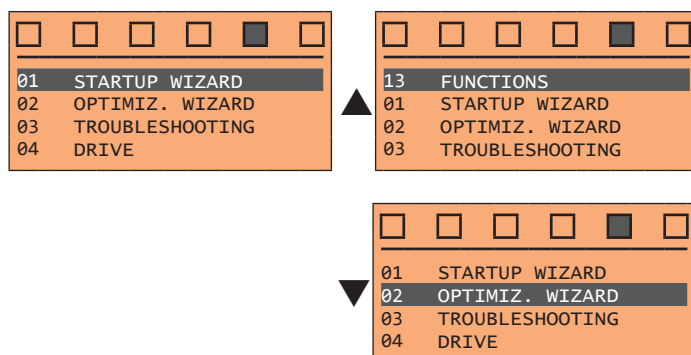 01 STARTUP WIZARD
02 OPTIMIZ. WIZARD
03 TROUBLESHOOTING
04 DRIVE
13 FUNCTIONS
01 STARTUP WIZARD
02 OPTIMIZ. WIZARD
03 TROUBLESHOOTING
01 STARTUP WIZARD
02 OPTIMIZ. WIZARD
03 TROUBLESHOOTING
04 DRIVE